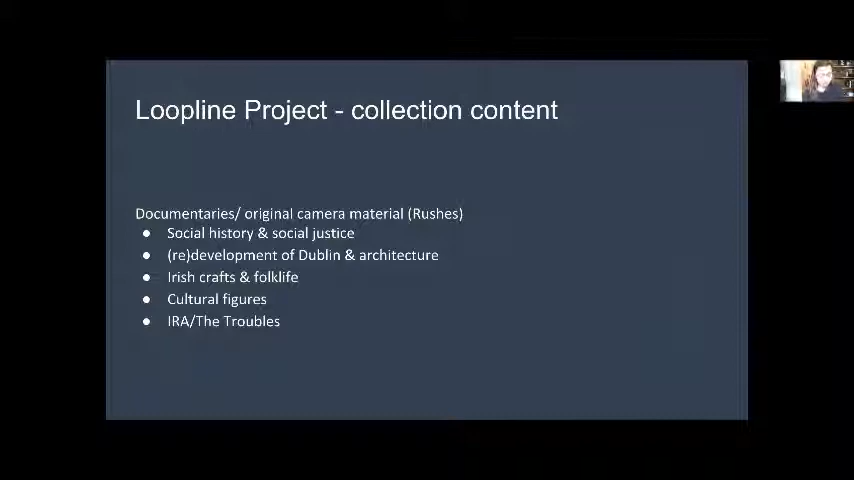 Loopline Project - collection content
Documentaries/ original camera material (Rushes)
● Social history & social justice
● (re)development of Dublin & architecture
● Irish crafts & folklife
● Cultural figures
● IRA/The Troubles